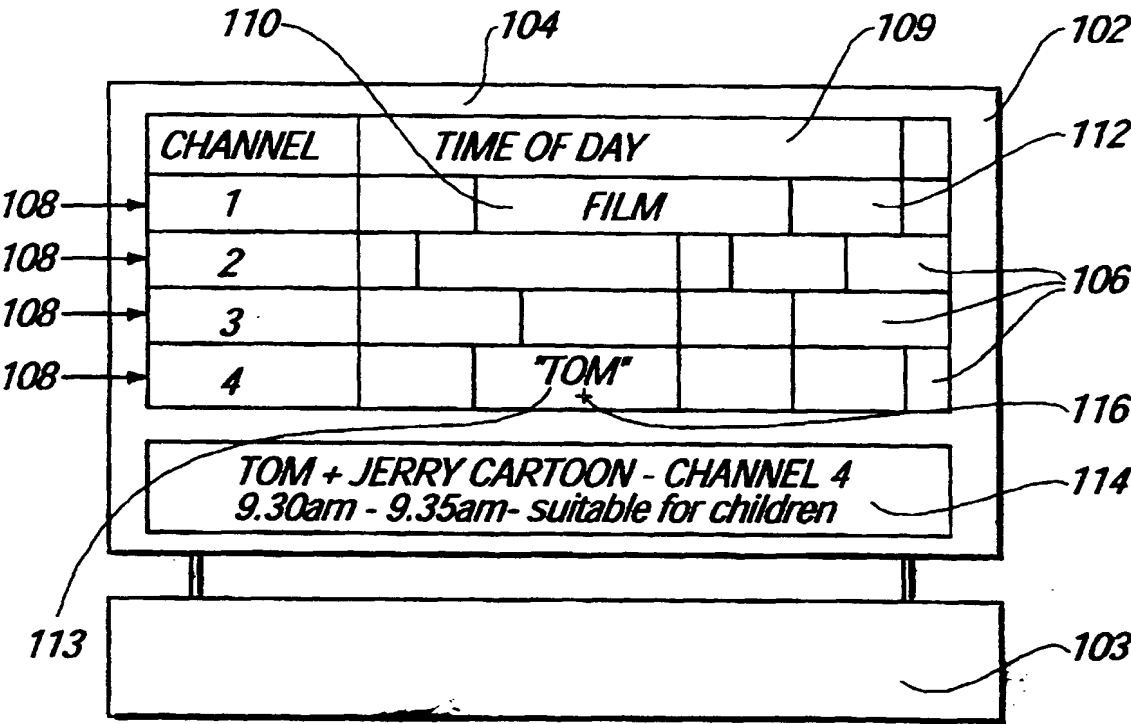 110 104 109 102
CHANNEL TIME OF DAY 112
108 1 FILM
108 2 106
108 3
108 4 "TOM" 116
TOM + JERRY CARTOON - CHANNEL 4 114
9.30am - 9.35am- suitable for children
113 103